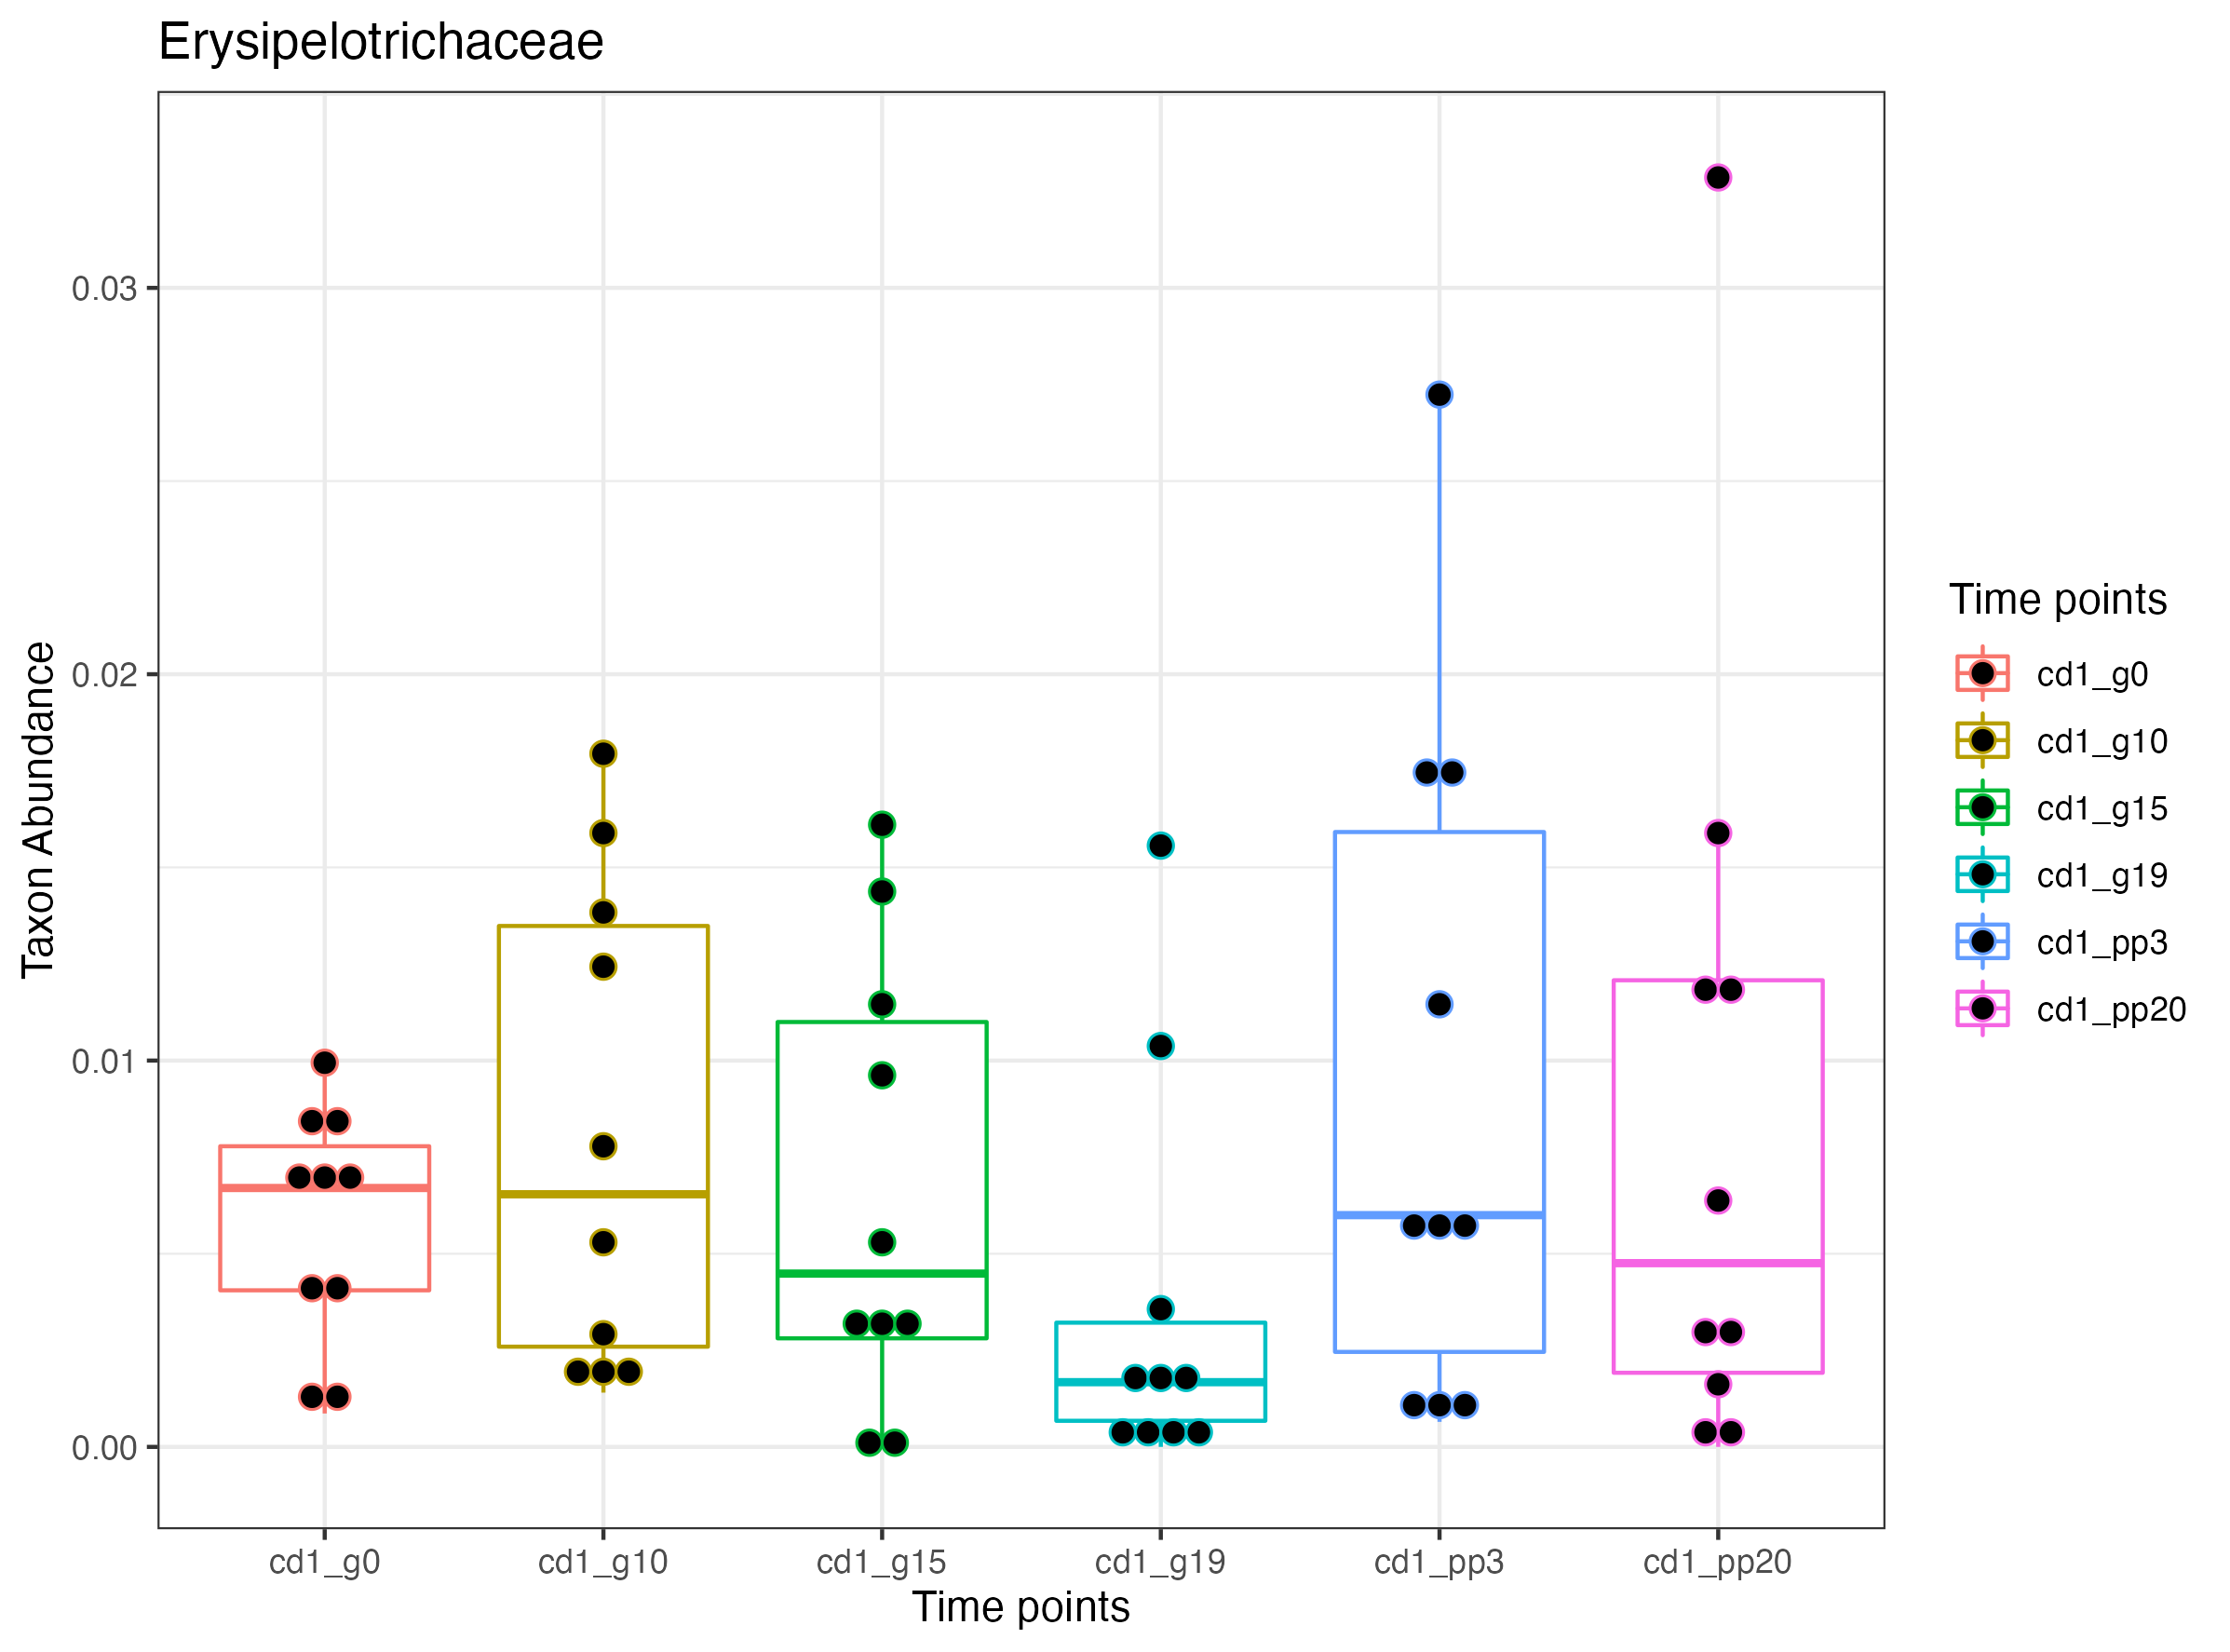 Erysipelotrichaceae
Taxon Abundance
0.03
0.02
0.01
0.00
cd1_g0 cd1_g10 cd1_g15 cd1_g19 cd1_pp3 cd1_pp20
Time points
Time points
cd1_g0
cd1_g10
cd1_g15
cd1_g19
cd1_pp3
cd1_pp20